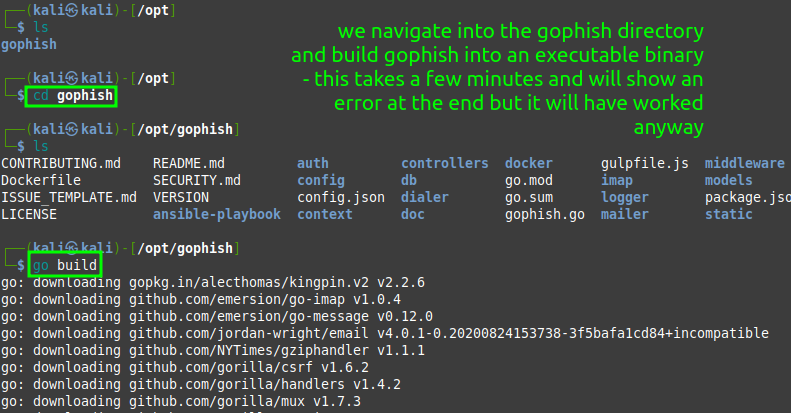 ┌──(kali㉿kali)-[/opt]
└─$ ls
gophish
we navigate into the gophish directory
and build gophish into an executable binary
- this takes a few minutes and will show an
error at the end but it will have worked
anyway
┌──(kali㉿kali)-[/opt]
└─$ cd gophish
┌──(kali㉿kali)-[/opt/gophish]
└─$ ls
CONTRIBUTING.md README.md auth controllers docker gulpfile.js middleware
Dockerfile SECURITY.md config db go.mod imap models
ISSUE_TEMPLATE.md VERSION config.json dialer go.sum logger package.jso
LICENSE ansible-playbook context doc gophish.go mailer static
┌──(kali㉿kali)-[/opt/gophish]
└─$ go build
go: downloading gopkg.in/alecthomas/kingpin.v2 v2.2.6
go: downloading github.com/emersion/go-imap v1.0.4
go: downloading github.com/emersion/go-message v0.12.0
go: downloading github.com/jordan-wright/email v4.0.1-0.20200824153738-3f5bafa1cd84+incompatible
go: downloading github.com/NYTimes/gziphandler v1.1.1
go: downloading github.com/gorilla/csrf v1.6.2
go: downloading github.com/gorilla/handlers v1.4.2
go: downloading github.com/gorilla/mux v1.7.3